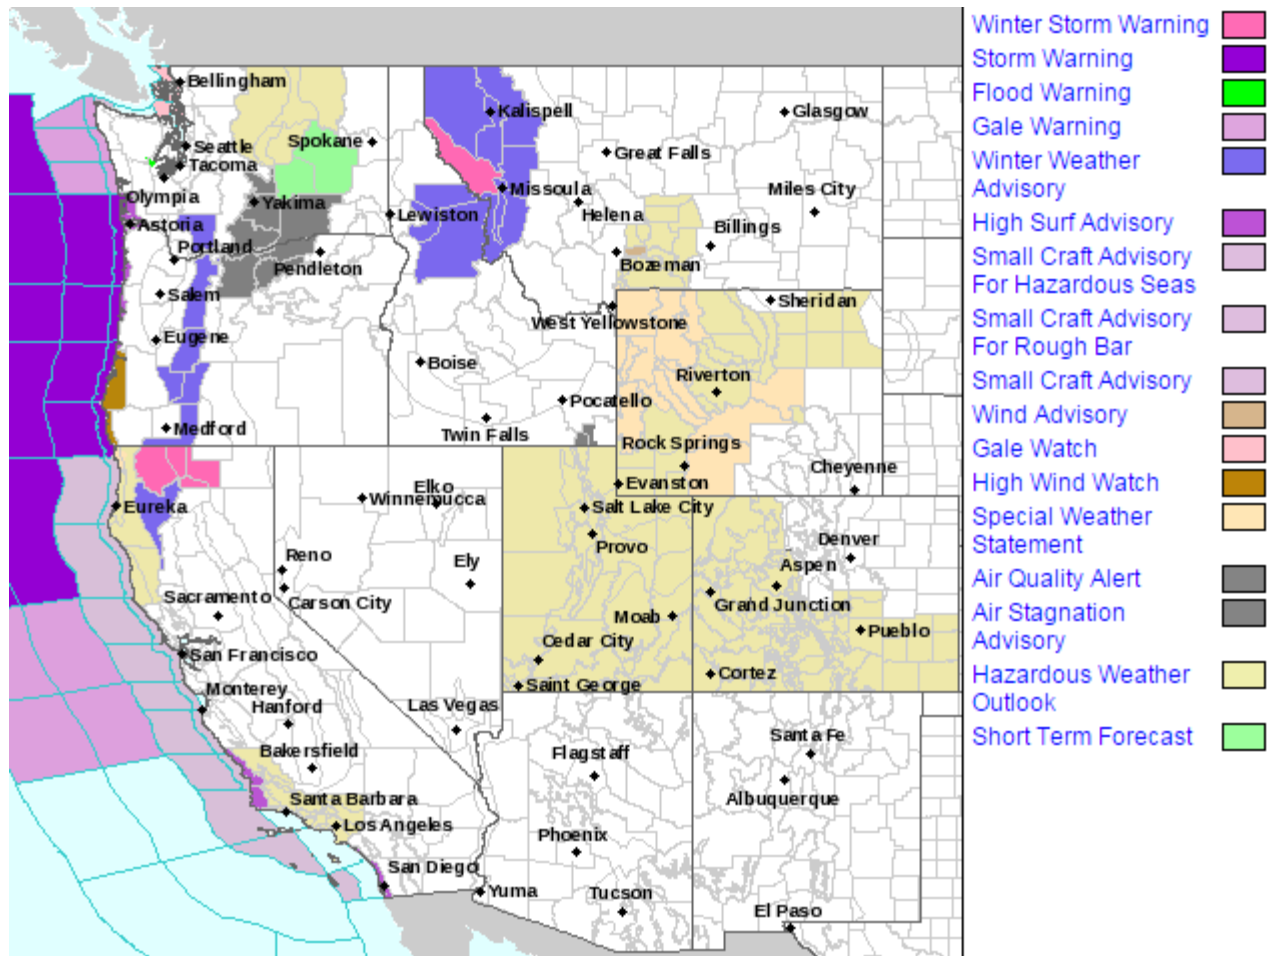 Winter Storm Warning
Storm Warning
Flood Warning
Gale Warning
Winter Weather
Advisory
High Surf Advisory
Small Craft Advisory
For Hazardous Seas
Small Craft Advisory
For Rough Bar
Small Craft Advisory
Wind Advisory
Gale Watch
High Wind Watch
Special Weather
Statement
Air Quality Alert
Air Stagnation
Advisory
Hazardous Weather
Outlook
Short Term Forecast
Bellingham
Kalispell
Glasgow
Seattle
Spokane
Tacoma
Great Falls
Olympia
Yakima
Missoula
Miles City
Astoria
Lewiston
Helena
Portland
Billings
Pendleton
Bozeman
Salem
Sheridan
West Yellowstone
Eugene
Boise
Riverton
Pocatello
Medford
Twin Falls
Rock Springs
Cheyenne
Evanston
Elko
Winnemucca
Eureka
Salt Lake City
Provo
Denver
Reno
Ely
Aspen
Sacramento
Carson City
Grand Junction
Moab
Pueblo
San Francisco
Cedar City
Cortez
Saint George
Monterey
Hanford
Las Vegas
Bakersfield
Flagstaff
Santa Fe
Santa Barbara
Albuquerque
Los Angeles
Phoenix
San Diego
Yuma
Tucson
El Paso